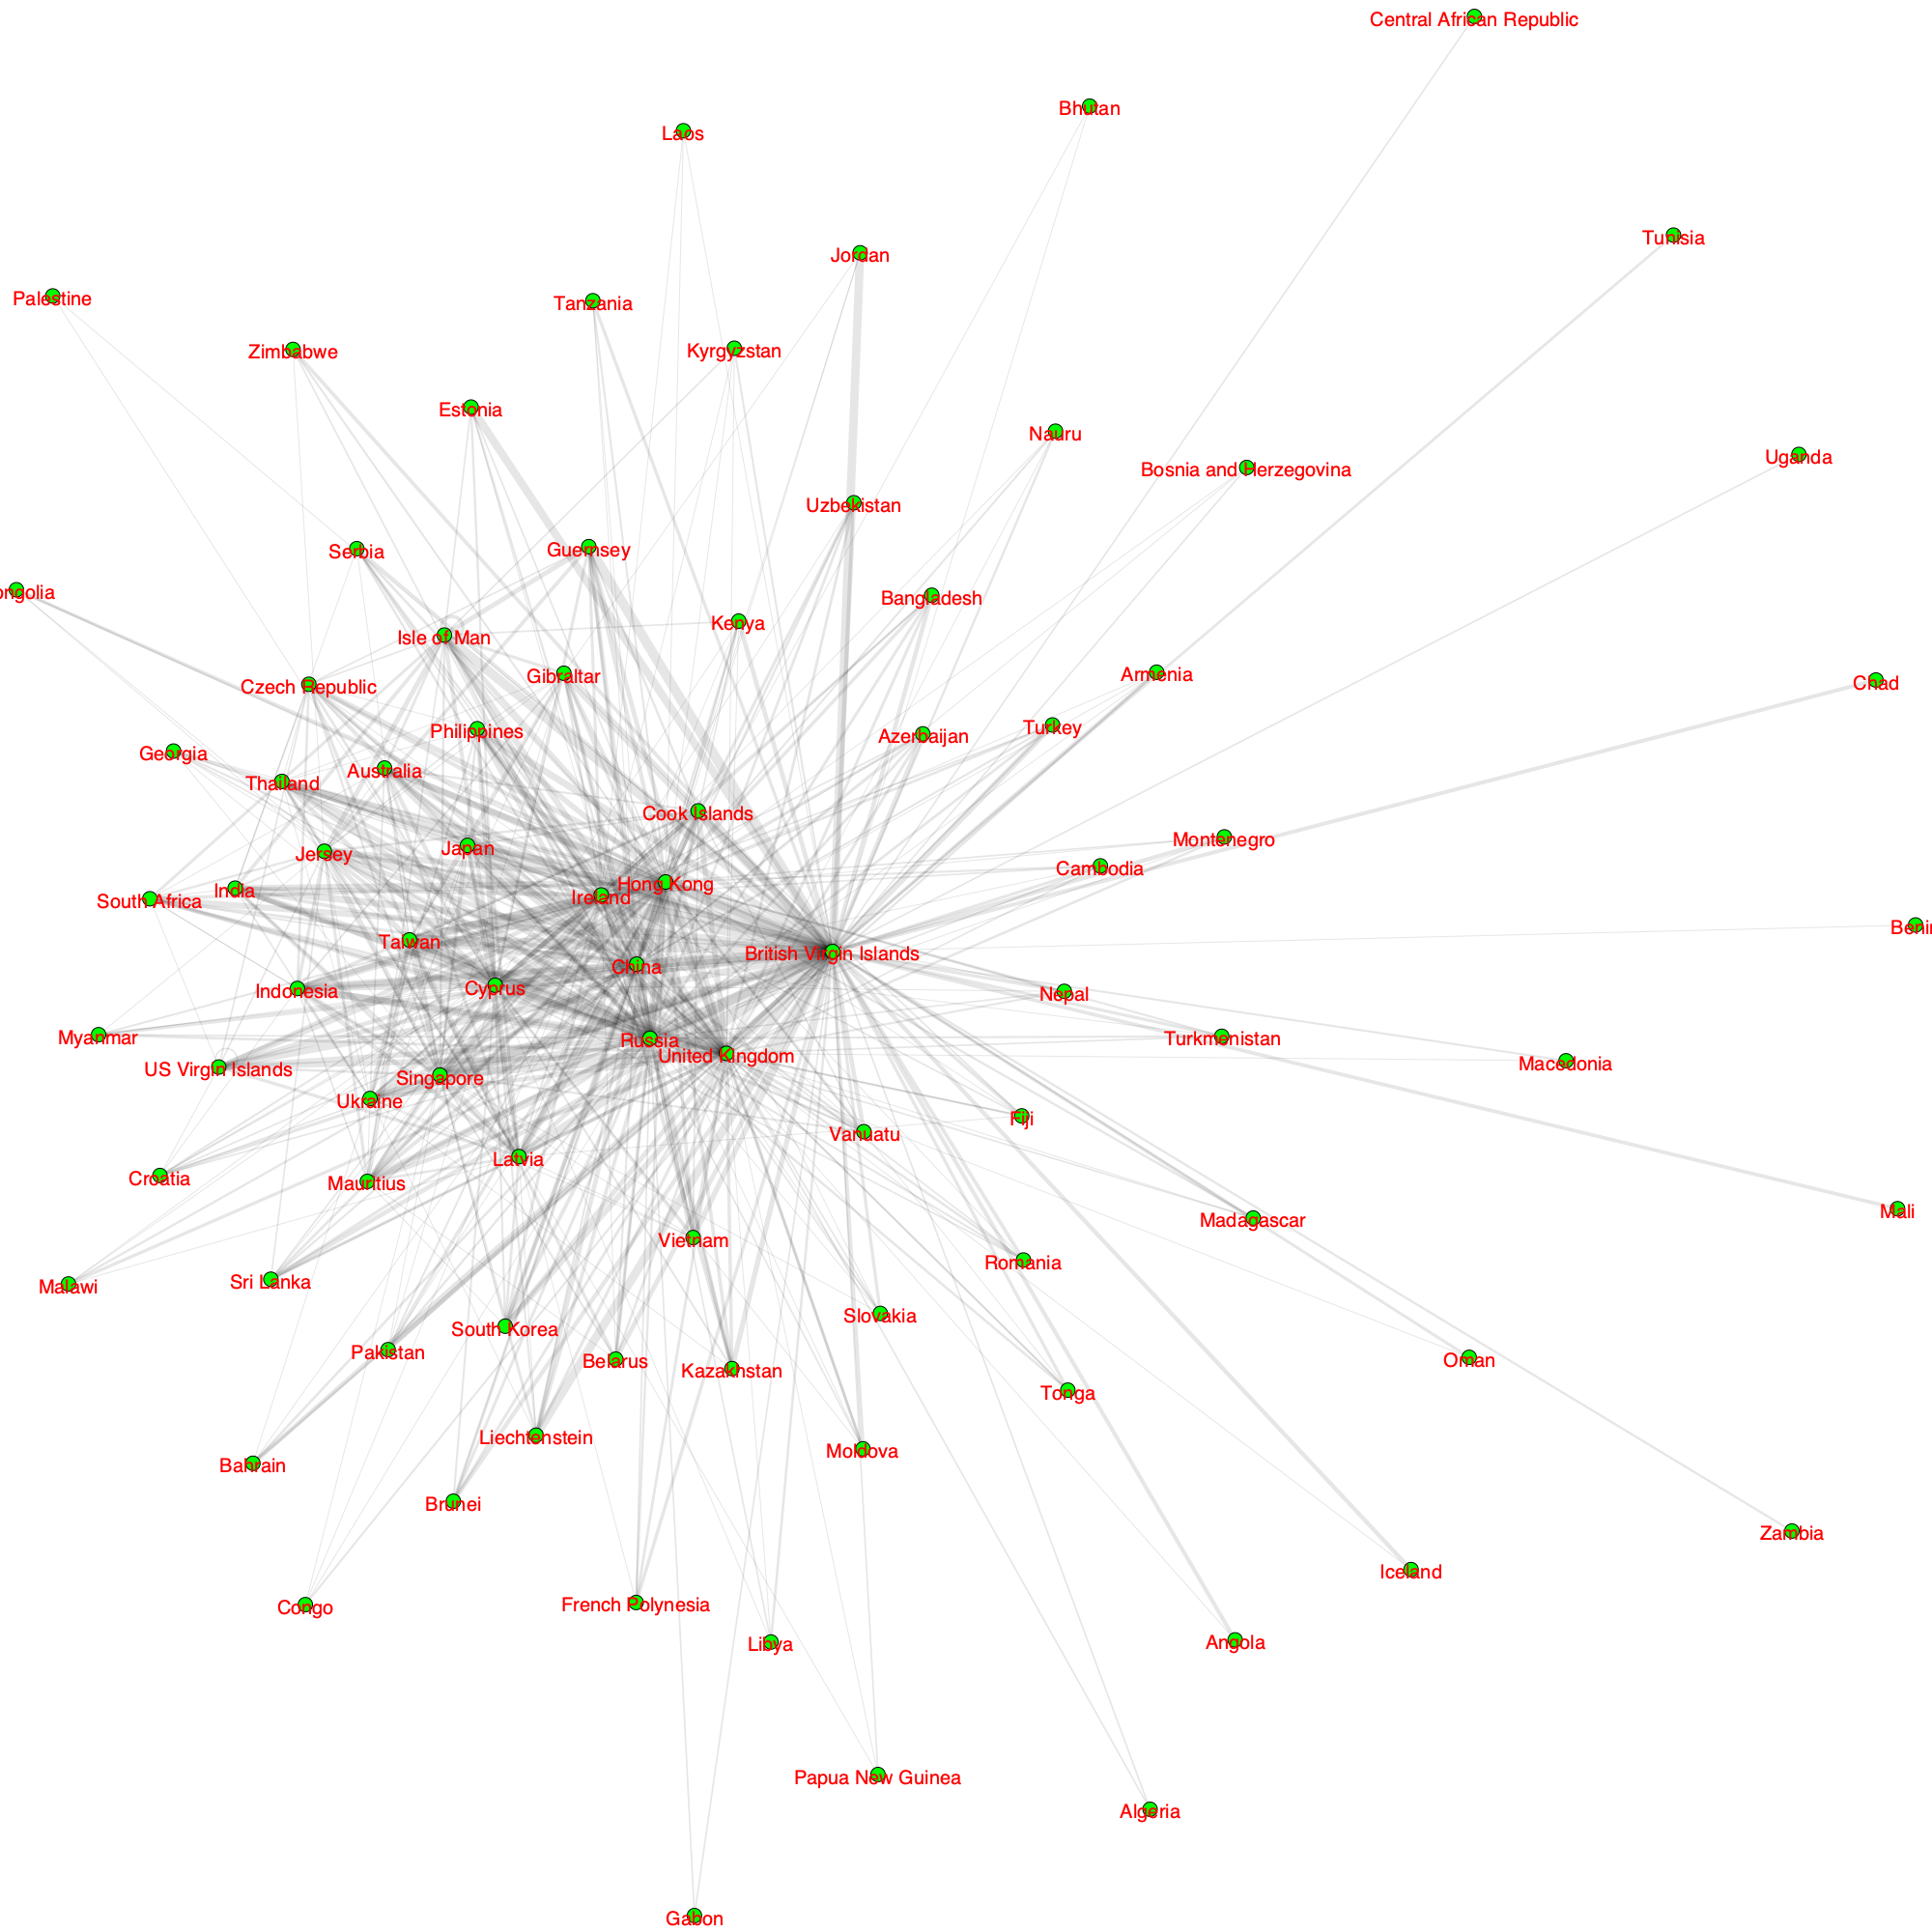 Central African Republic
Bhutan
Laos
Tunisia
Jordan
Palestine
Tanzania
Zimbabwe
Kyrgyzstan
Estonia
Nauru
Uganda
Bosnia and Herzegovina
Uzbekistan
Serbia
Guernsey
ongolia
Bangladesh
Kenya
Isle of Man
Gibraltar
Armenia
Chad
Czech Republic
Turkey
Philippines
Azerbaijan
Georgia
Australia
Thailand
Cook Islands
Montenegro
Japan
Jersey
Cambodia
Hong Kong
India
Ireland
South Africa
Benin
Taiwan
British Virgin Islands
China
Cyprus
Indonesia
Nepal
Myanmar
Russia
Turkmenistan
United Kingdom
Macedonia
US Virgin Islands
Singapore
Ukraine
Fiji
Vanuatu
Latvia
Croatia
Mauritius
Mali
Madagascar
Vietnam
Romania
Sri Lanka
Malawi
Slovakia
South Korea
Pakistan
Belarus
Oman
Kazakhstan
Tonga
Liechtenstein
Moldova
Bahrain
Brunei
Zambia
Iceland
French Polynesia
Congo
Angola
Libya
Papua New Guinea
Algeria
Gabon